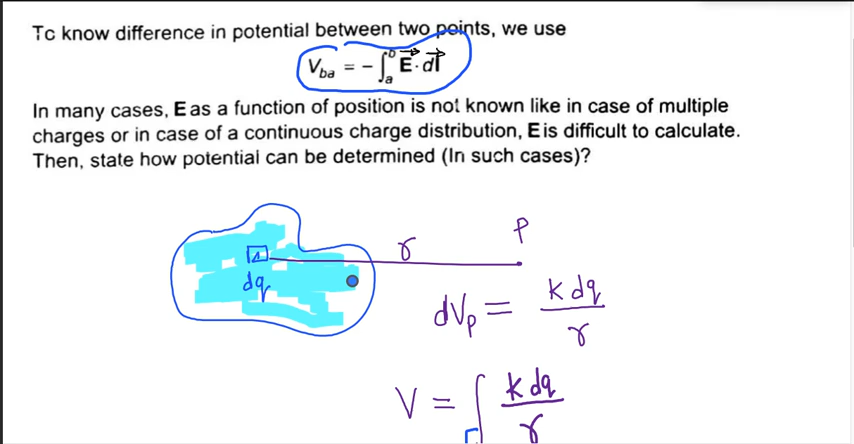 Tc know difference in potential between two points, we use
V_ba = -∫_a^b E⃗ · dl⃗
In many cases, E as a function of position is not known like in case of multiple
charges or in case of a continuous charge distribution, E is difficult to calculate.
Then, state how potential can be determined (In such cases)?
P
r
dq
dV_p = k dq / r
V = ∫ k dq / r